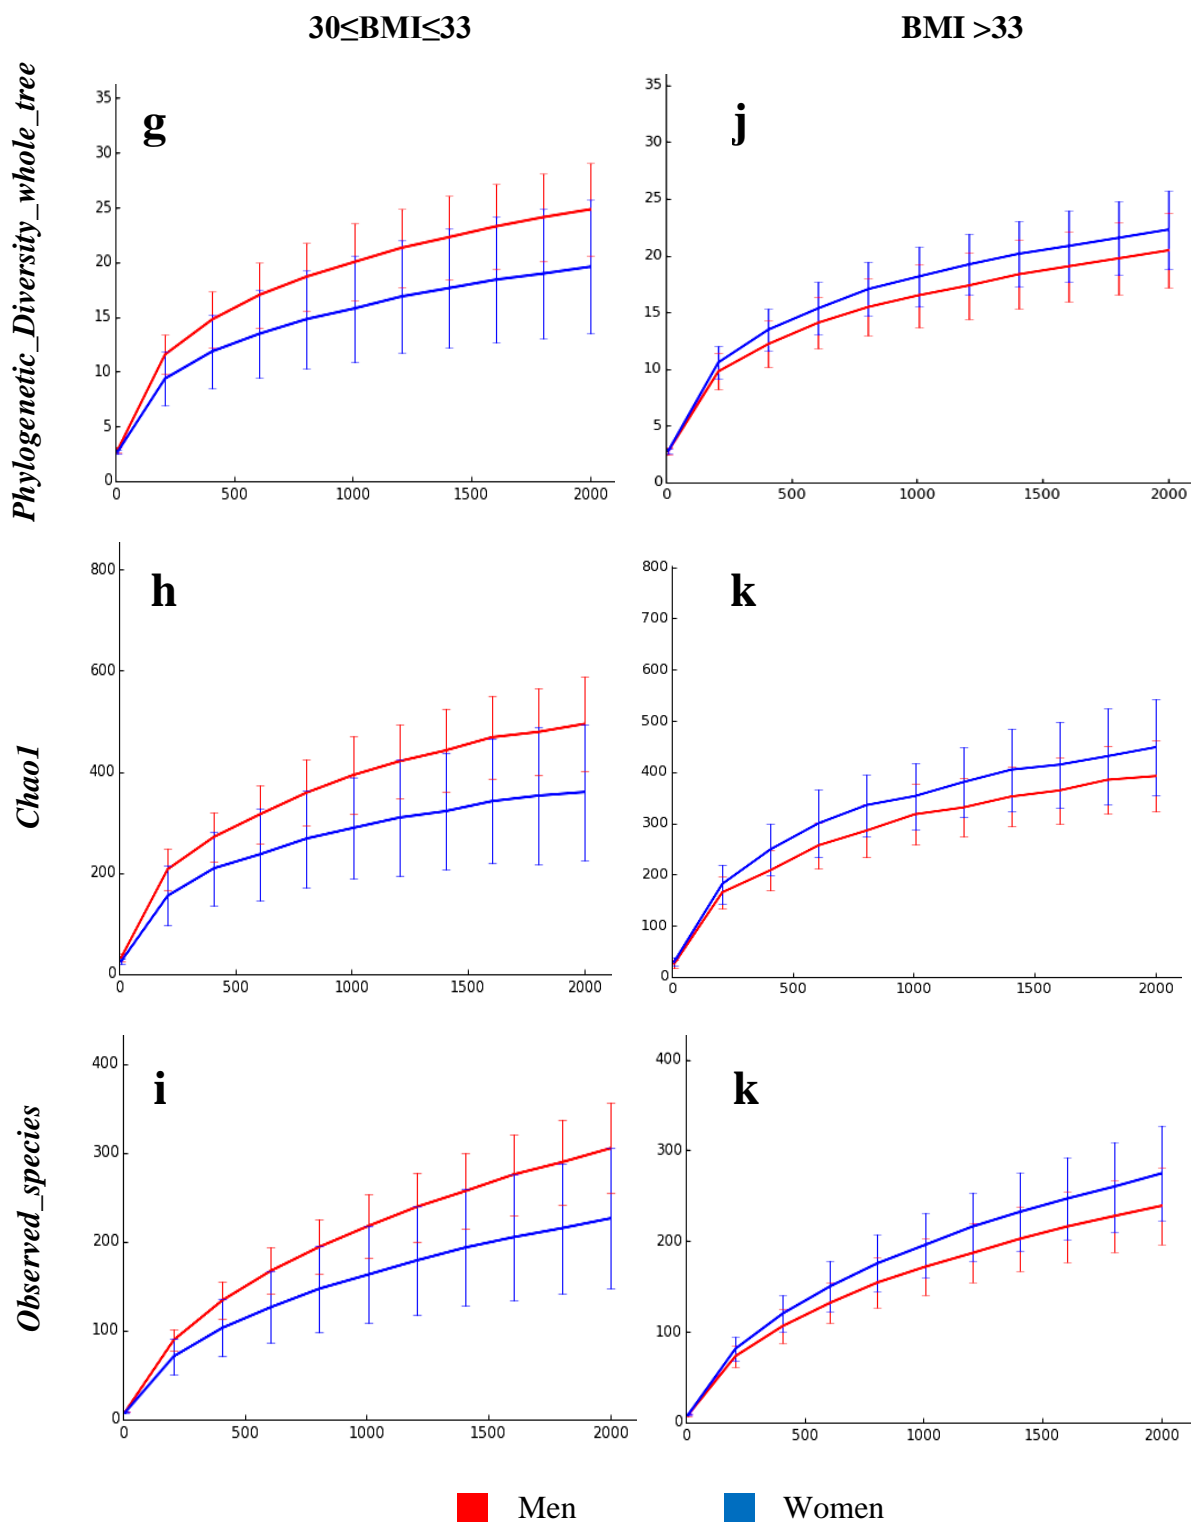 30≤BMI≤33
BMI >33
Phylogenetic_Diversity_whole_tree
g
35
30
25
20
15
10
5
0
0 500 1000 1500 2000
j
35
30
25
20
15
10
5
0
0 500 1000 1500 2000
Chao1
h
800
600
400
200
0
0 500 1000 1500 2000
k
800
700
600
500
400
300
200
100
0
0 500 1000 1500 2000
Observed_species
i
400
300
200
100
0
0 500 1000 1500 2000
k
400
300
200
100
0
0 500 1000 1500 2000
Men Women